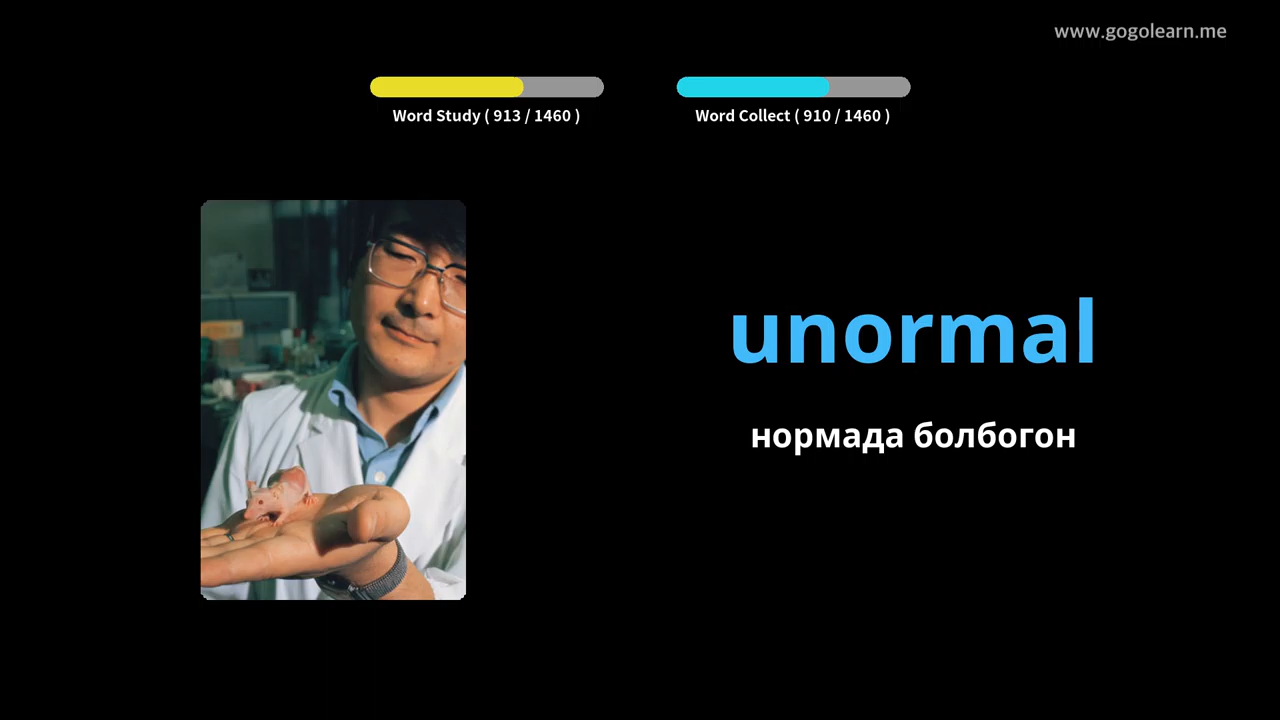 www.gogolearn.me
Word Study ( 913 / 1460 )
Word Collect ( 910 / 1460 )
unormal
нормада болбогон